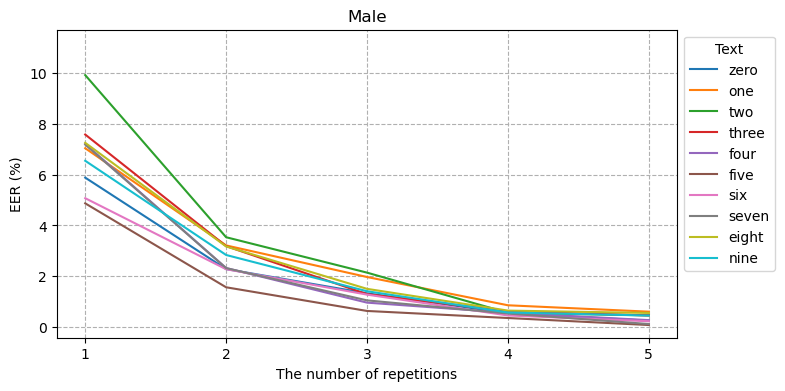 Male
EER (%)
10
8
6
4
2
0
1 2 3 4 5
The number of repetitions
Text
zero
one
two
three
four
five
six
seven
eight
nine